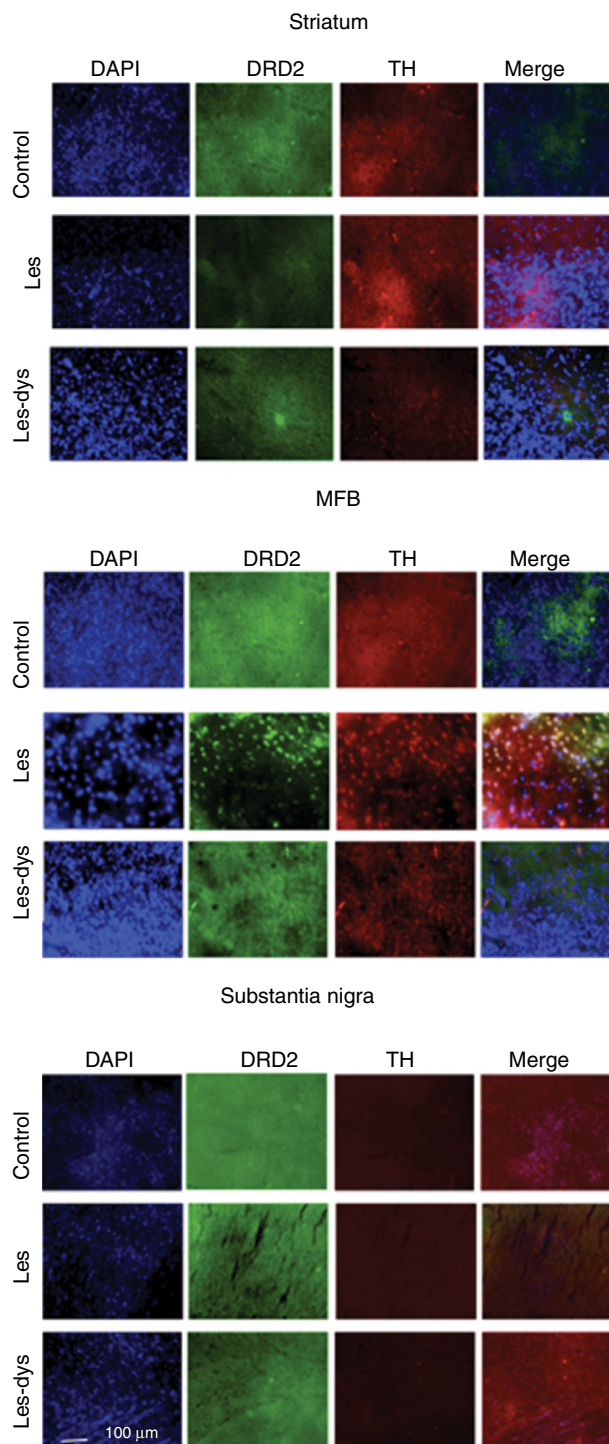 Striatum
DAPI DRD2 TH Merge
Control
Les
Les-dys
MFB
DAPI DRD2 TH Merge
Control
Les
Les-dys
Substantia nigra
DAPI DRD2 TH Merge
Control
Les
Les-dys
100 μm